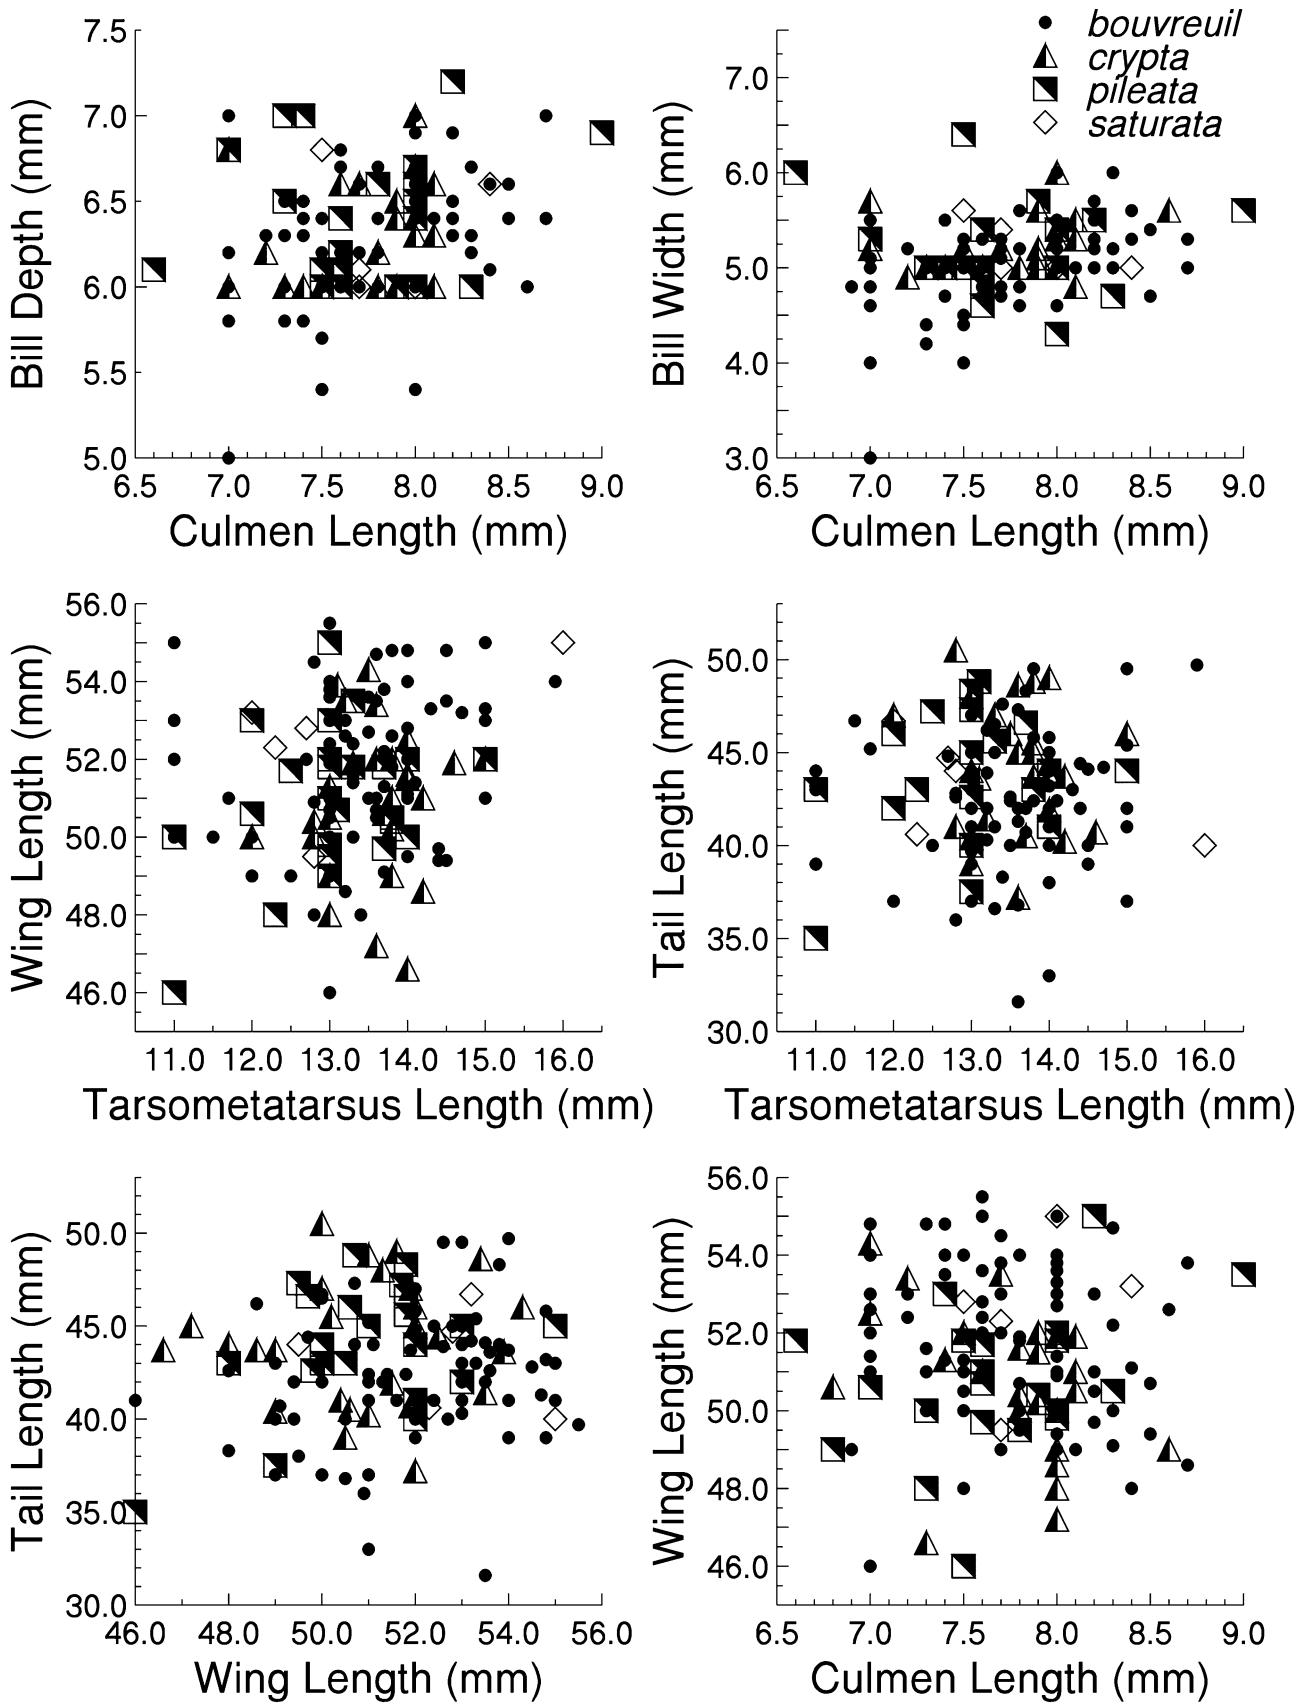 bouvreuil
crypta
pileata
saturata
7.5
7.0
6.5
6.0
5.5
5.0
Bill Depth (mm)
6.5 7.0 7.5 8.0 8.5 9.0
Culmen Length (mm)
7.0
6.0
5.0
4.0
3.0
Bill Width (mm)
6.5 7.0 7.5 8.0 8.5 9.0
Culmen Length (mm)
56.0
54.0
52.0
50.0
48.0
46.0
Wing Length (mm)
11.0 12.0 13.0 14.0 15.0 16.0
Tarsometatarsus Length (mm)
50.0
45.0
40.0
35.0
30.0
Tail Length (mm)
11.0 12.0 13.0 14.0 15.0 16.0
Tarsometatarsus Length (mm)
50.0
45.0
40.0
35.0
30.0
Tail Length (mm)
46.0 48.0 50.0 52.0 54.0 56.0
Wing Length (mm)
56.0
54.0
52.0
50.0
48.0
46.0
Wing Length (mm)
6.5 7.0 7.5 8.0 8.5 9.0
Culmen Length (mm)